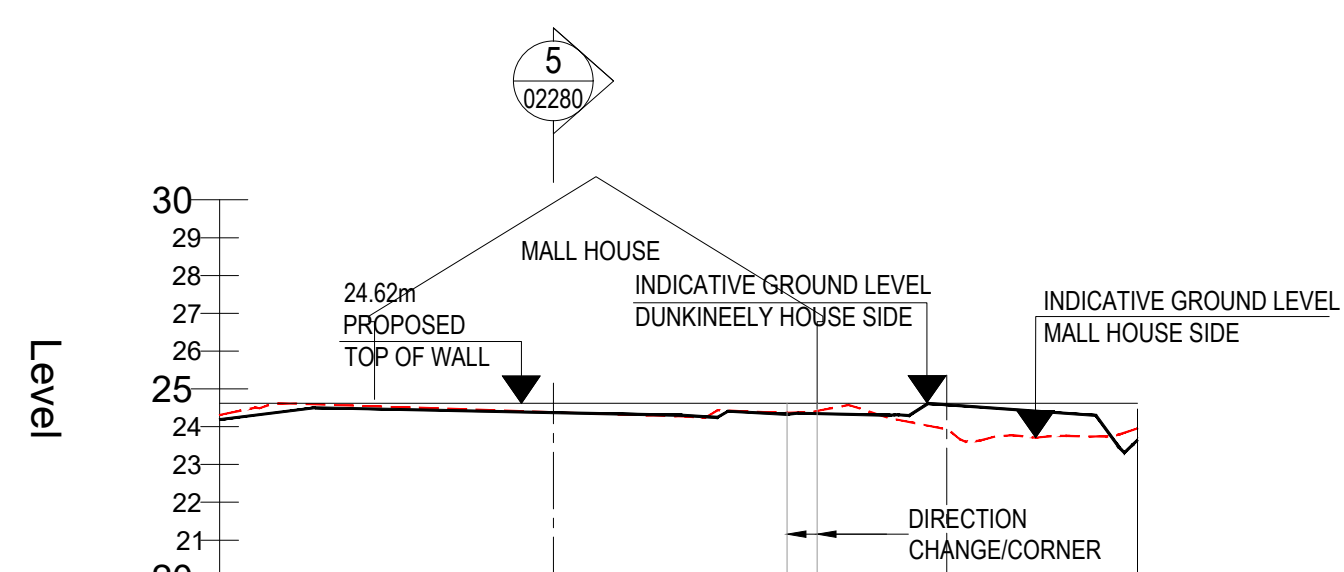 5
02280
30
29
28
27
26
25
24
23
22
21
20
Level
MALL HOUSE
24.62m
PROPOSED
TOP OF WALL
INDICATIVE GROUND LEVEL
DUNKINEELY HOUSE SIDE
INDICATIVE GROUND LEVEL
MALL HOUSE SIDE
DIRECTION
CHANGE/CORNER